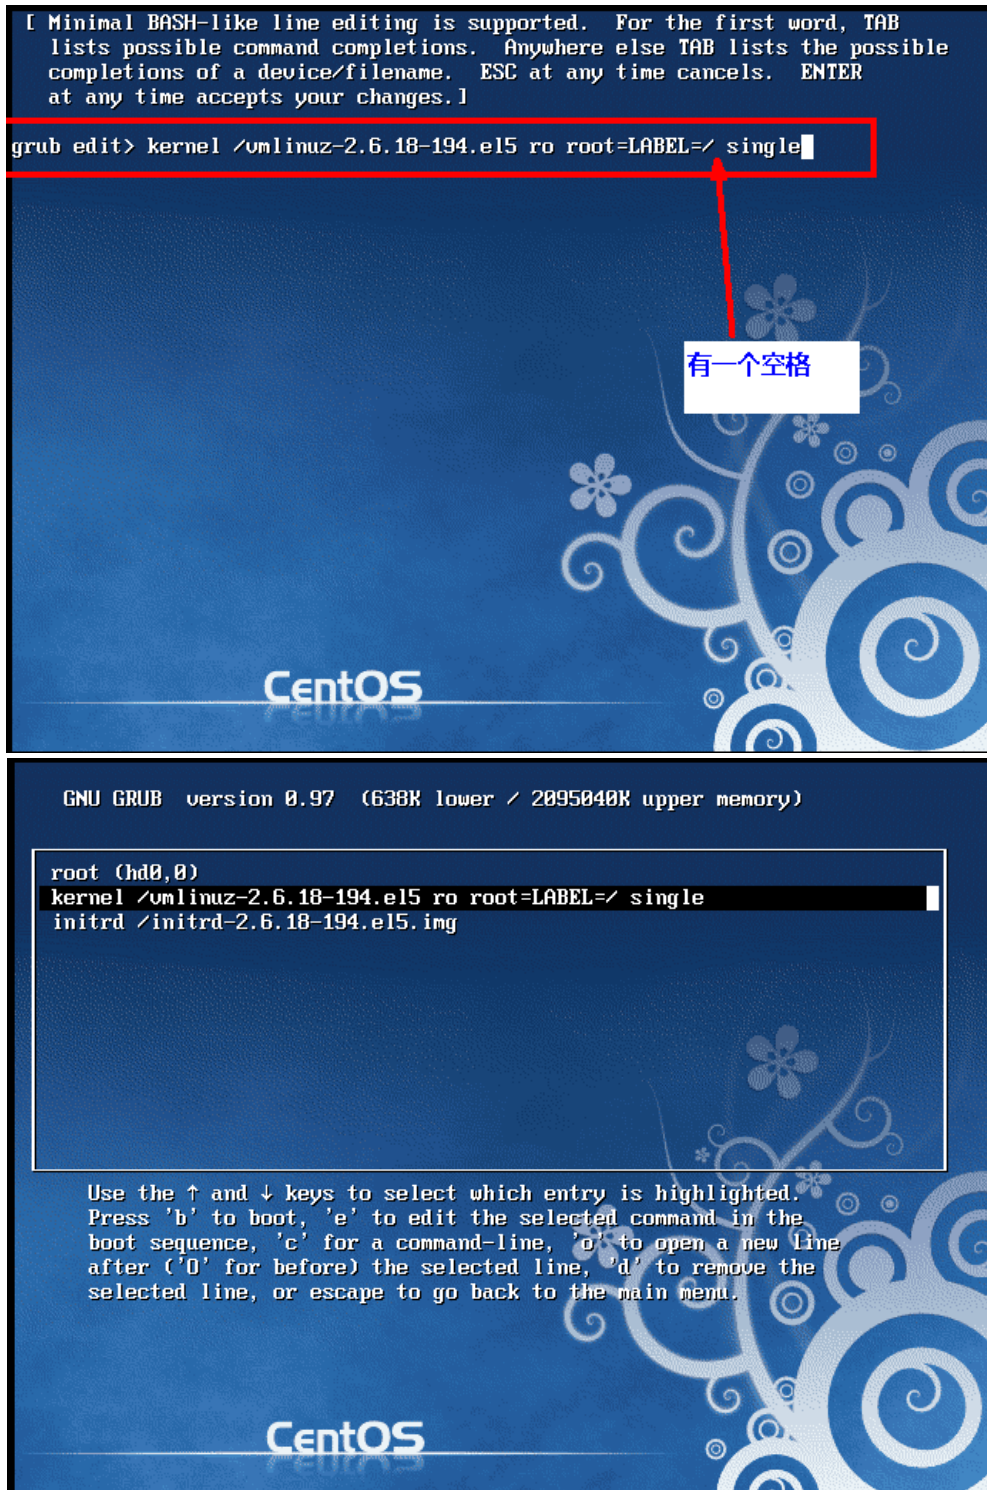 [ Minimal BASH-like line editing is supported.  For the first word, TAB
lists possible command completions.  Anywhere else TAB lists the possible
completions of a device/filename.  ESC at any time cancels.  ENTER
at any time accepts your changes.]
grub edit> kernel /vmlinuz-2.6.18-194.el5 ro root=LABEL=/ single
有一个空格
CentOS
GNU GRUB  version 0.97  (638K lower / 2095040K upper memory)
root (hd0,0)
kernel /vmlinuz-2.6.18-194.el5 ro root=LABEL=/ single
initrd /initrd-2.6.18-194.el5.img
Use the ↑ and ↓ keys to select which entry is highlighted.
Press 'b' to boot, 'e' to edit the selected command in the
boot sequence, 'c' for a command-line, 'o' to open a new line
after ('O' for before) the selected line, 'd' to remove the
selected line, or escape to go back to the main menu.
CentOS